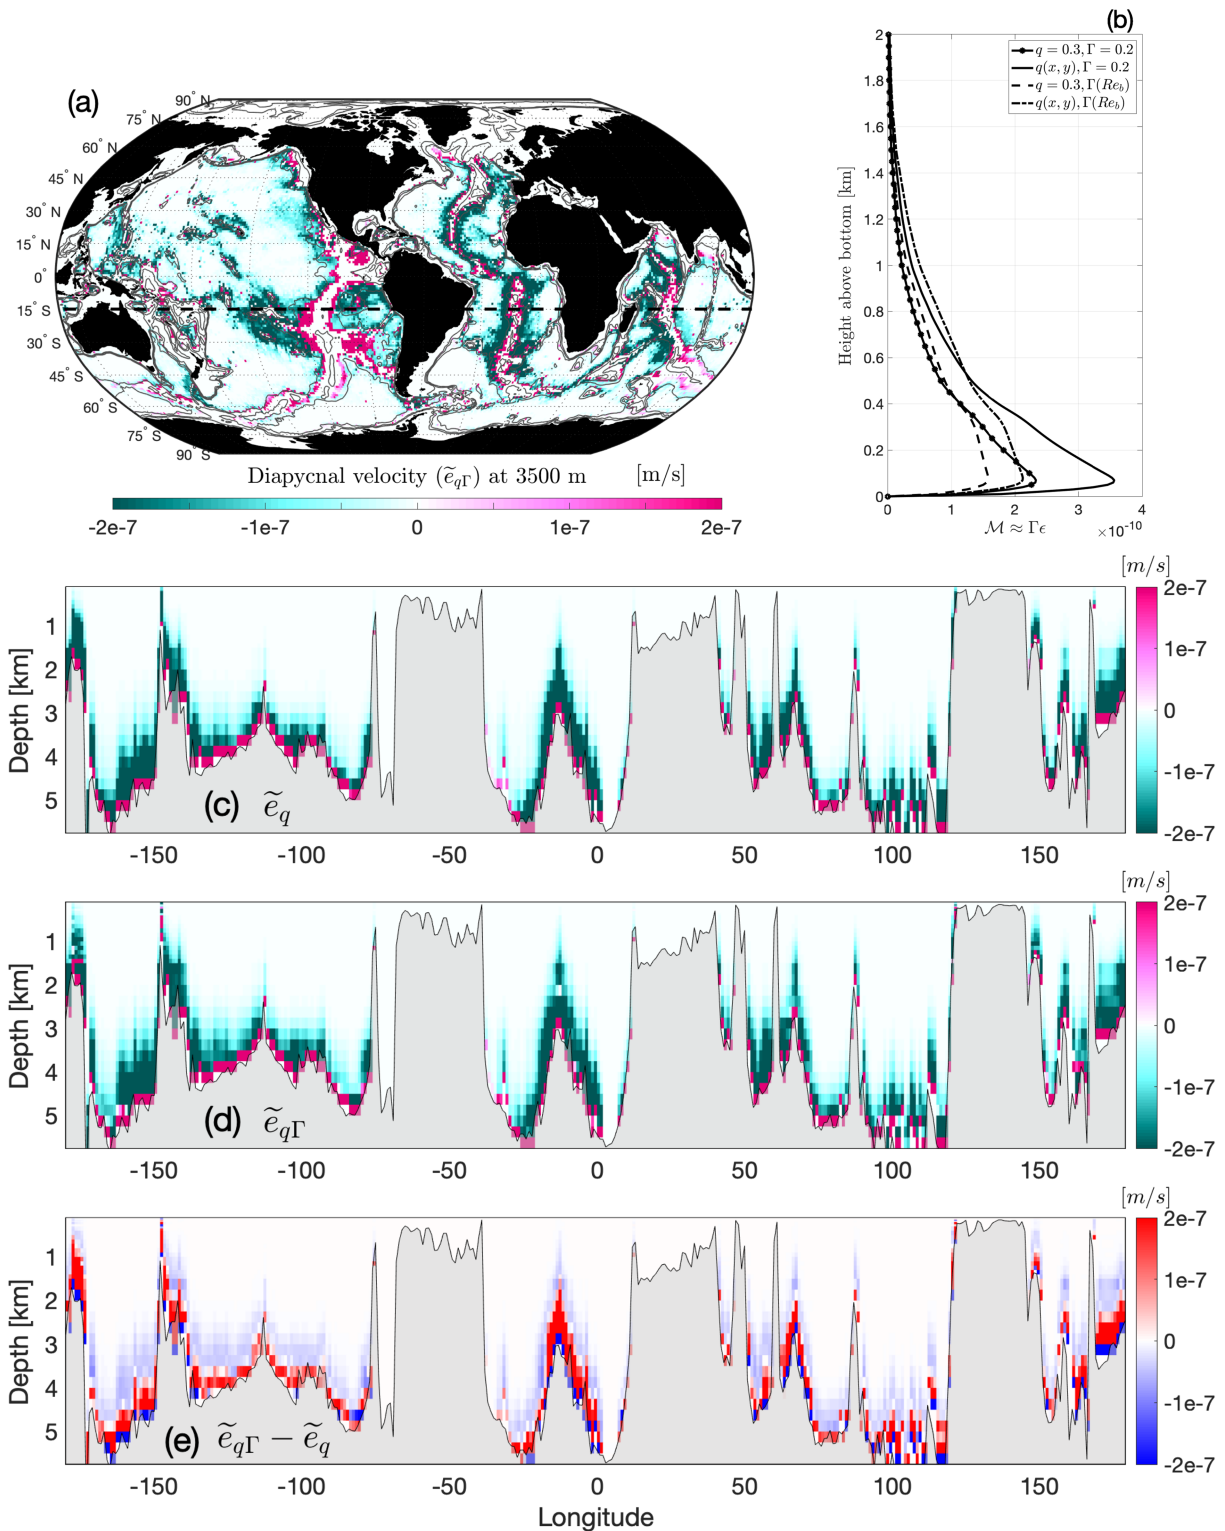 (a)
90° N
75° N
60° N
45° N
30° N
15° N
0°
15° S
30° S
45° S
60° S
75° S
90° S
Diapycnal velocity (ẽ_qΓ) at 3500 m [m/s]
-2e-7 -1e-7 0 1e-7 2e-7
(b)
q = 0.3, Γ = 0.2
q(x, y), Γ = 0.2
q = 0.3, Γ(Re_b)
q(x, y), Γ(Re_b)
Height above bottom [km]
2
1.8
1.6
1.4
1.2
1
0.8
0.6
0.4
0.2
0
0 1 2 3 4
M ≈ Γϵ
×10^-10
[m/s]
2e-7
1e-7
0
-1e-7
-2e-7
Depth [km]
1
2
3
4
5
(c) ẽ_q
-150 -100 -50 0 50 100 150
[m/s]
2e-7
1e-7
0
-1e-7
-2e-7
Depth [km]
1
2
3
4
5
(d) ẽ_qΓ
-150 -100 -50 0 50 100 150
[m/s]
2e-7
1e-7
0
-1e-7
-2e-7
Depth [km]
1
2
3
4
5
(e) ẽ_qΓ − ẽ_q
-150 -100 -50 0 50 100 150
Longitude